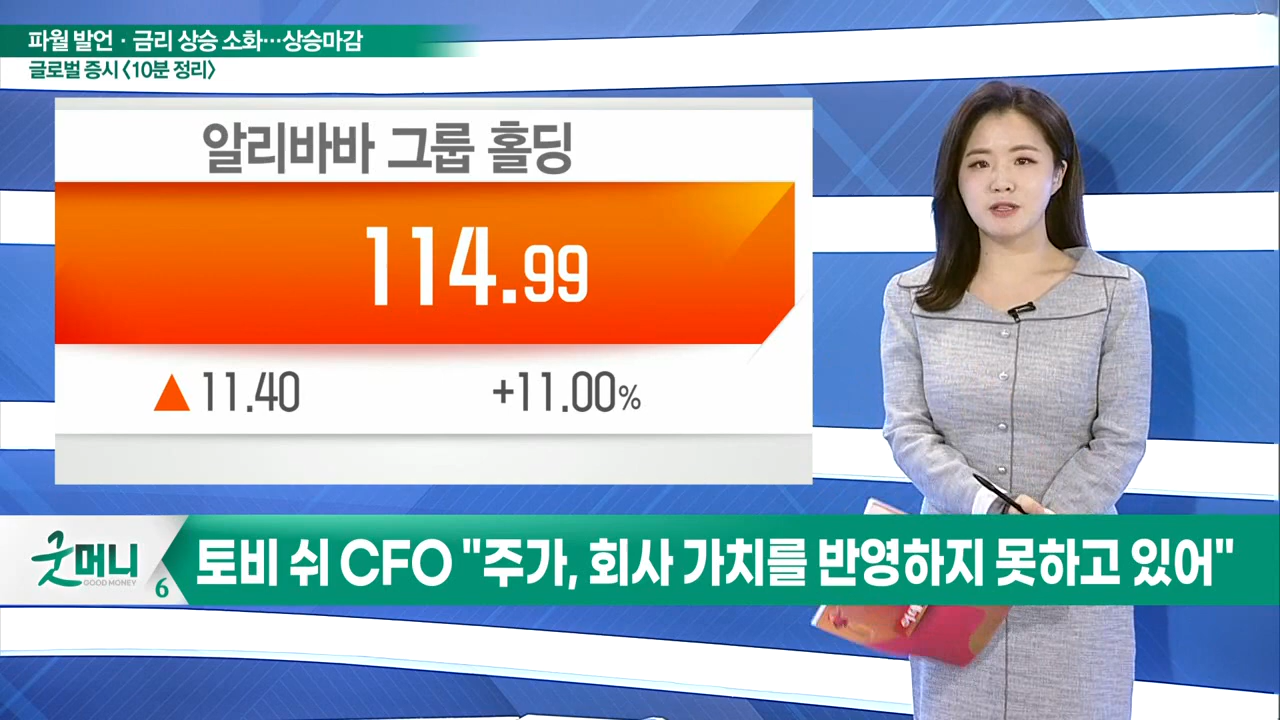 파월 발언·금리 상승 소화…상승마감
글로벌 증시 <10분 정리>
알리바바 그룹 홀딩
114.99
▲ 11.40 +11.00%
굿머니
GOOD MONEY
6
토비 쉬 CFO "주가, 회사 가치를 반영하지 못하고 있어"